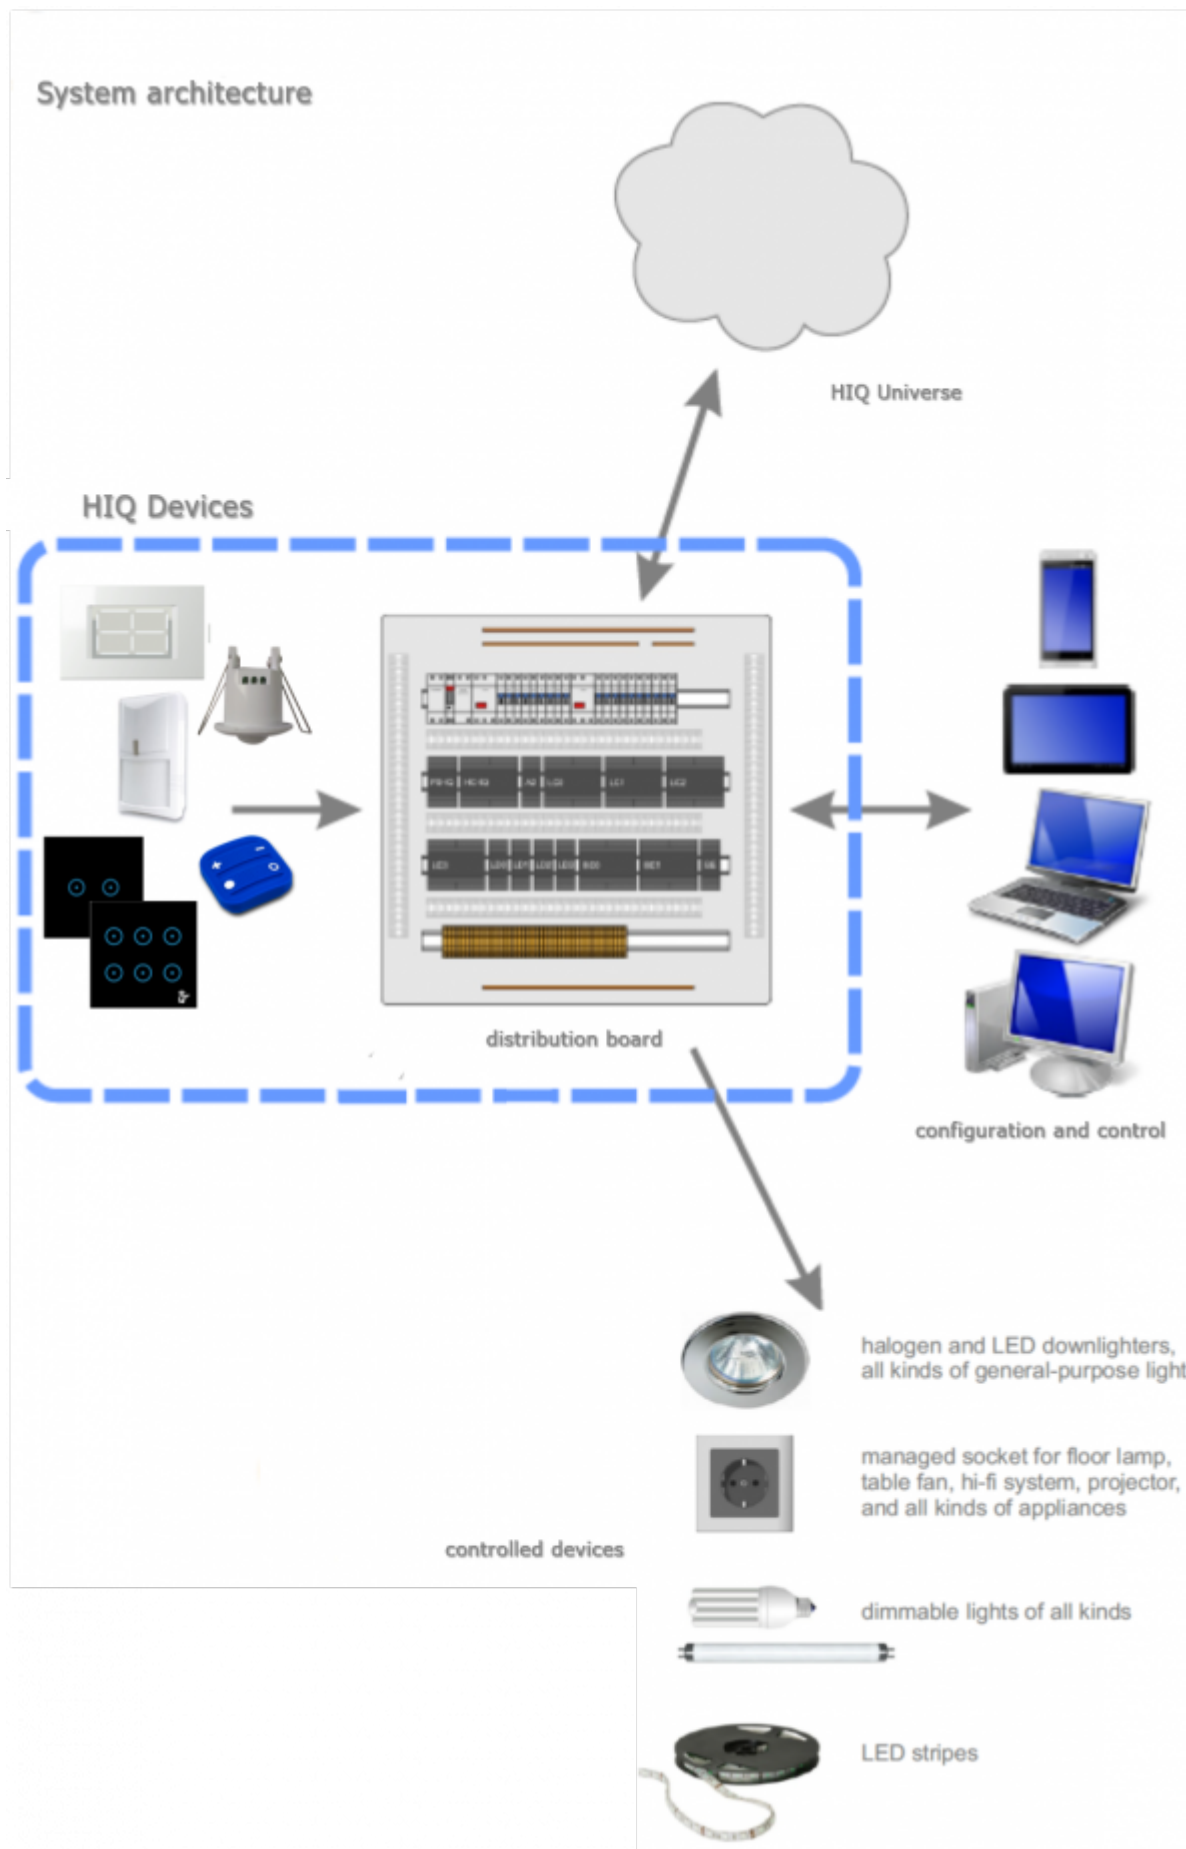 System architecture
HIQ Universe
HIQ Devices
LC1
LC2
distribution board
configuration and control
halogen and LED downlighters,
all kinds of general-purpose light
managed socket for floor lamp,
table fan, hi-fi system, projector,
and all kinds of appliances
controlled devices
dimmable lights of all kinds
LED stripes